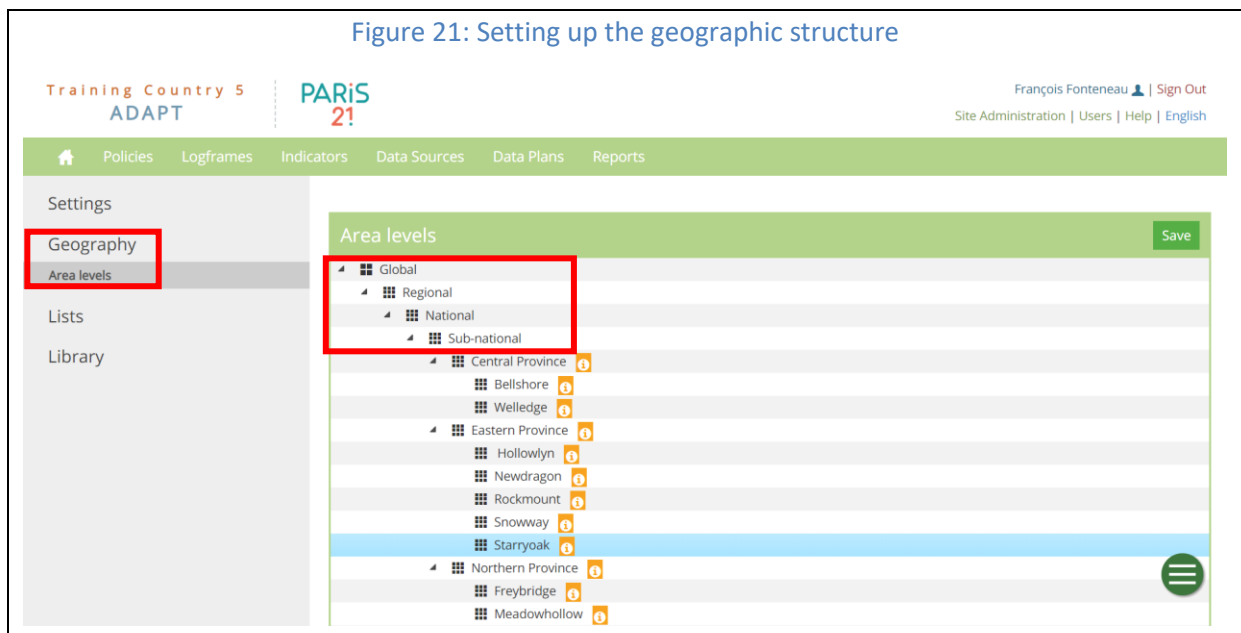 Figure 21: Setting up the geographic structure
Training Country 5
ADAPT
PARiS
21
François Fonteneau | Sign Out
Site Administration | Users | Help | English
Policies Logframes Indicators Data Sources Data Plans Reports
Settings
Geography
Area levels
Lists
Library
Area levels
Save
Global
Regional
National
Sub-national
Central Province
Bellshore
Welledge
Eastern Province
Hollowlyn
Newdragon
Rockmount
Snowway
Starryoak
Northern Province
Freybridge
Meadowhollow